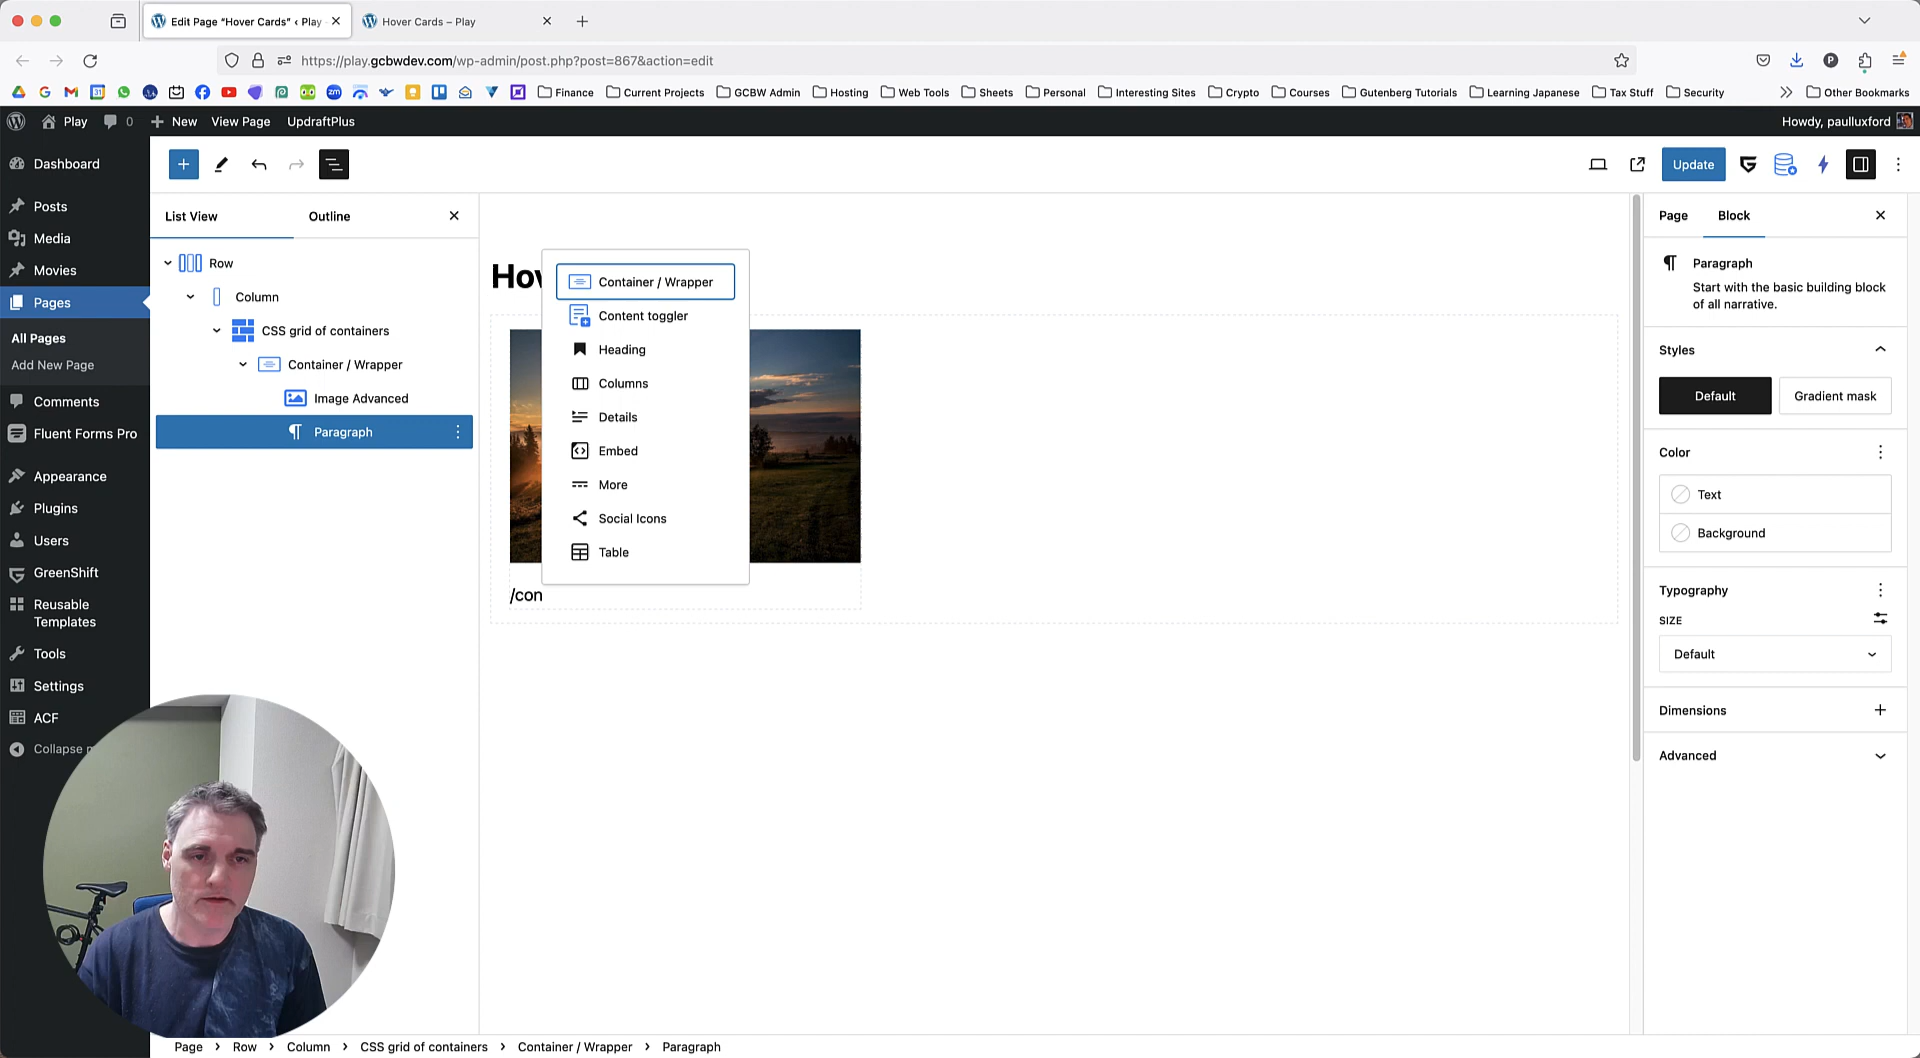 Edit Page “Hover Cards” ‹ Play
Hover Cards – Play
https://play.gcbwdev.com/wp-admin/post.php?post=867&action=edit
Finance
Current Projects
GCBW Admin
Hosting
Web Tools
Sheets
Personal
Interesting Sites
Crypto
Courses
Gutenberg Tutorials
Learning Japanese
Tax Stuff
Security
Other Bookmarks
Play
0
New
View Page
UpdraftPlus
Howdy, paulluxford
Dashboard
Posts
Media
Movies
Pages
All Pages
Add New Page
Comments
Fluent Forms Pro
Appearance
Plugins
Users
GreenShift
Reusable
Templates
Tools
Settings
ACF
Collapse
Update
List View
Outline
Row
Column
CSS grid of containers
Container / Wrapper
Image Advanced
Paragraph
Container / Wrapper
Content toggler
Heading
Columns
Details
Embed
More
Social Icons
Table
/con
Page
Block
Paragraph
Start with the basic building block
of all narrative.
Styles
Default
Gradient mask
Color
Text
Background
Typography
SIZE
Default
Dimensions
Advanced
Page
Row
Column
CSS grid of containers
Container / Wrapper
Paragraph